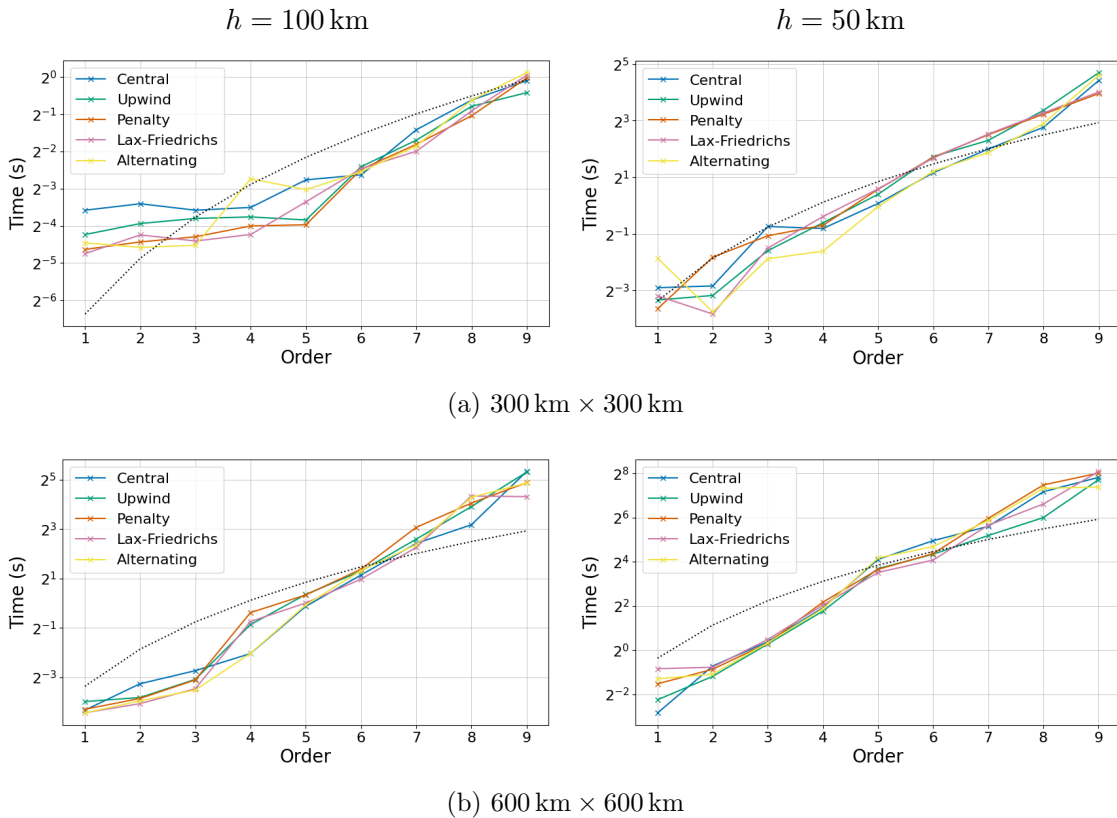 h = 100 km
h = 50 km
Time (s)
2^0
2^-1
2^-2
2^-3
2^-4
2^-5
2^-6
Central
Upwind
Penalty
Lax-Friedrichs
Alternating
1 2 3 4 5 6 7 8 9
Order
Time (s)
2^5
2^3
2^1
2^-1
2^-3
Central
Upwind
Penalty
Lax-Friedrichs
Alternating
1 2 3 4 5 6 7 8 9
Order
(a) 300 km × 300 km
Time (s)
2^5
2^3
2^1
2^-1
2^-3
Central
Upwind
Penalty
Lax-Friedrichs
Alternating
1 2 3 4 5 6 7 8 9
Order
Time (s)
2^8
2^6
2^4
2^2
2^0
2^-2
Central
Upwind
Penalty
Lax-Friedrichs
Alternating
1 2 3 4 5 6 7 8 9
Order
(b) 600 km × 600 km